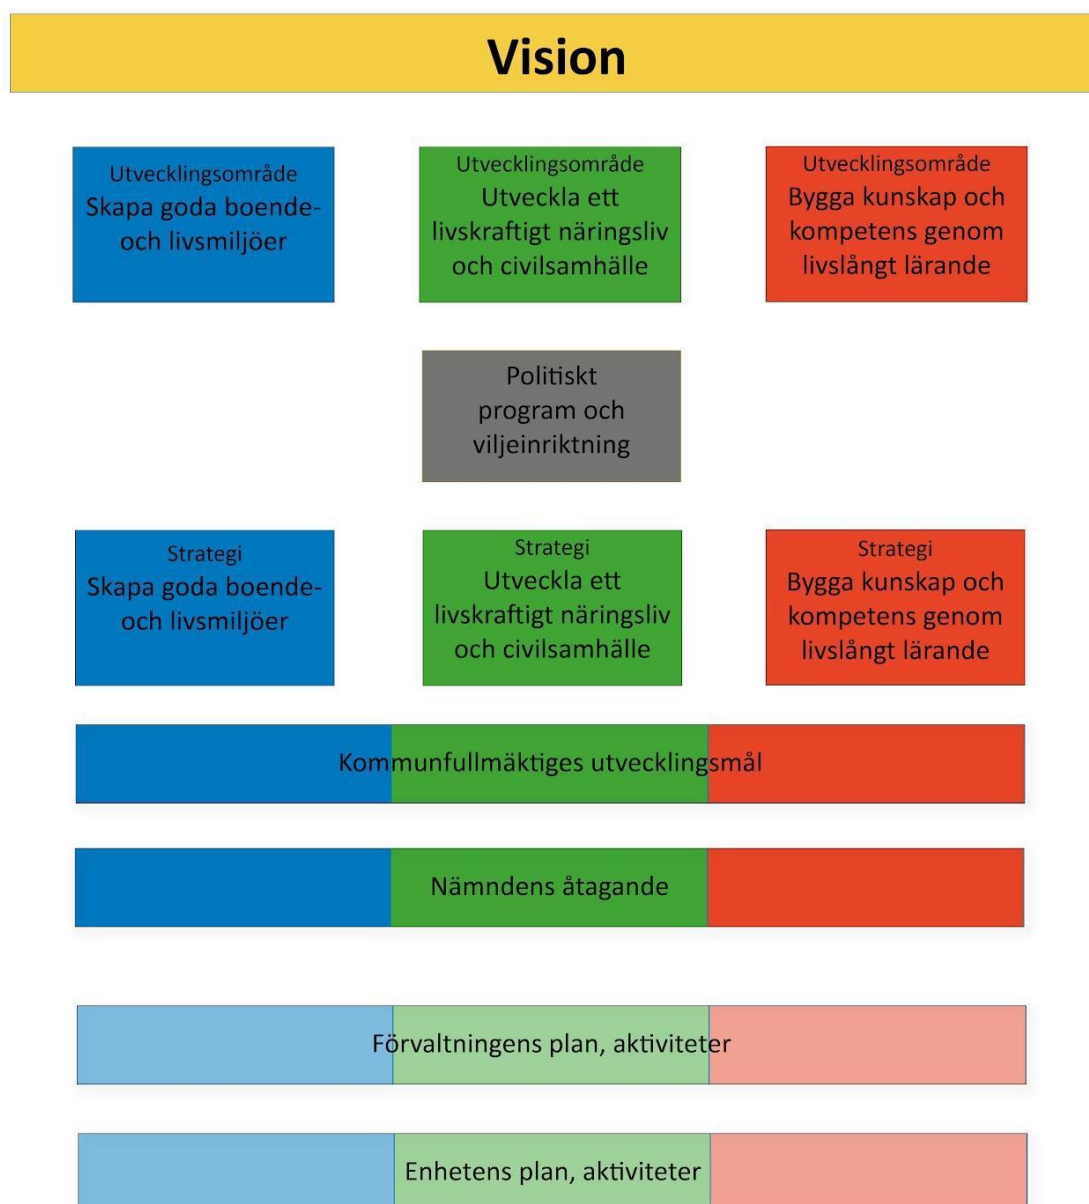 Vision
Utvecklingsområde
Skapa goda boende-
och livsmiljöer
Utvecklingsområde
Utveckla ett
livskraftigt näringsliv
och civilsamhälle
Utvecklingsområde
Bygga kunskap och
kompetens genom
livslångt lärande
Politiskt
program och
viljeinriktning
Strategi
Skapa goda boende-
och livsmiljöer
Strategi
Utveckla ett
livskraftigt näringsliv
och civilsamhälle
Strategi
Bygga kunskap och
kompetens genom
livslångt lärande
Kommunfullmäktiges utvecklingsmål
Nämndens åtagande
Förvaltningens plan, aktiviteter
Enhetens plan, aktiviteter